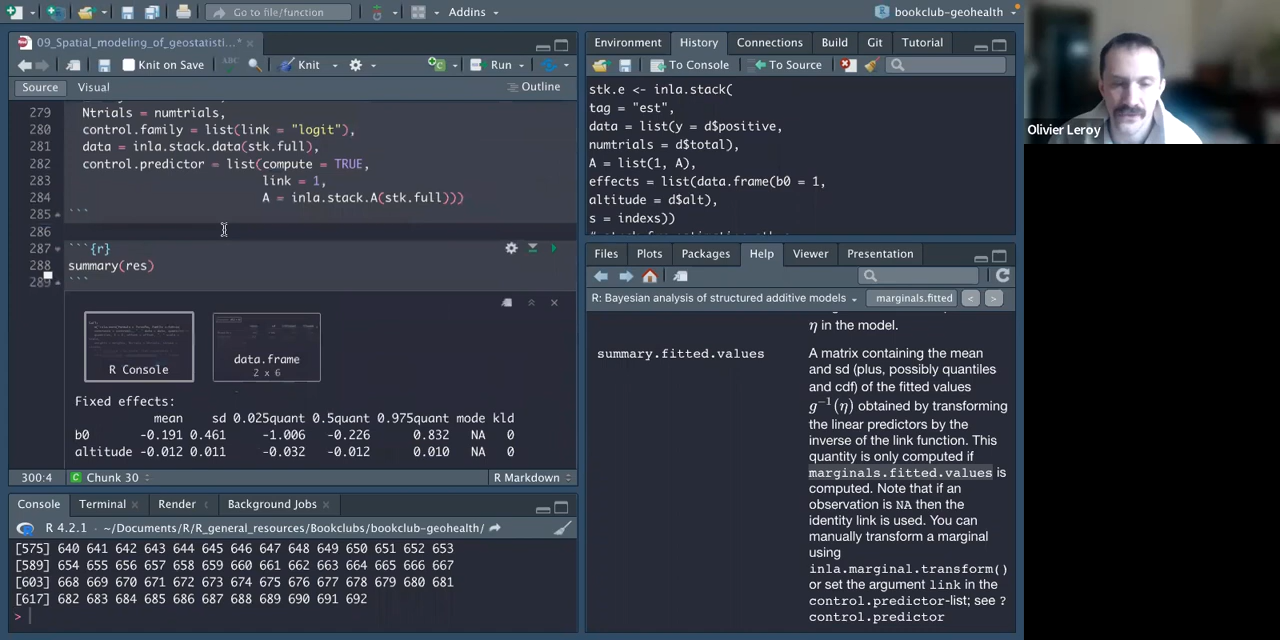 Go to file/function
Addins
bookclub-geohealth
09_Spatial_modeling_of_geostatisti...*
Knit on Save
ABC
Knit
Run
Source
Visual
Outline
279 Ntrials = numtrials,
280 control.family = list(link = "logit"),
281 data = inla.stack.data(stk.full),
282 control.predictor = list(compute = TRUE,
283 link = 1,
284 A = inla.stack.A(stk.full)))
285 ```
286
287 ```{r}
288 summary(res)
289 ```
R Console
data.frame
2 x 6
Fixed effects:
mean sd 0.025quant 0.5quant 0.975quant mode kld
b0 -0.191 0.461 -1.006 -0.226 0.832 NA 0
altitude -0.012 0.011 -0.032 -0.012 0.010 NA 0
300:4
C Chunk 30
R Markdown
Console
Terminal
Render
Background Jobs
R 4.2.1 · ~/Documents/R/R_general_resources/Bookclubs/bookclub-geohealth/
[575] 640 641 642 643 644 645 646 647 648 649 650 651 652 653
[589] 654 655 656 657 658 659 660 661 662 663 664 665 666 667
[603] 668 669 670 671 672 673 674 675 676 677 678 679 680 681
[617] 682 683 684 685 686 687 688 689 690 691 692
>
Environment
History
Connections
Build
Git
Tutorial
To Console
To Source
stk.e <- inla.stack(
tag = "est",
data = list(y = d$positive,
numtrials = d$total),
A = list(1, A),
effects = list(data.frame(b0 = 1,
altitude = d$alt),
s = indexs))
Files
Plots
Packages
Help
Viewer
Presentation
R: Bayesian analysis of structured additive models
marginals.fitted
η in the model.
summary.fitted.values
A matrix containing the mean
and sd (plus, possibly quantiles
and cdf) of the fitted values
g⁻¹(η) obtained by transforming
the linear predictors by the
inverse of the link function. This
quantity is only computed if
marginals.fitted.values is
computed. Note that if an
observation is NA then the
identity link is used. You can
manually transform a marginal
using
inla.marginal.transform()
or set the argument link in the
control.predictor-list; see ?
control.predictor
Olivier Leroy